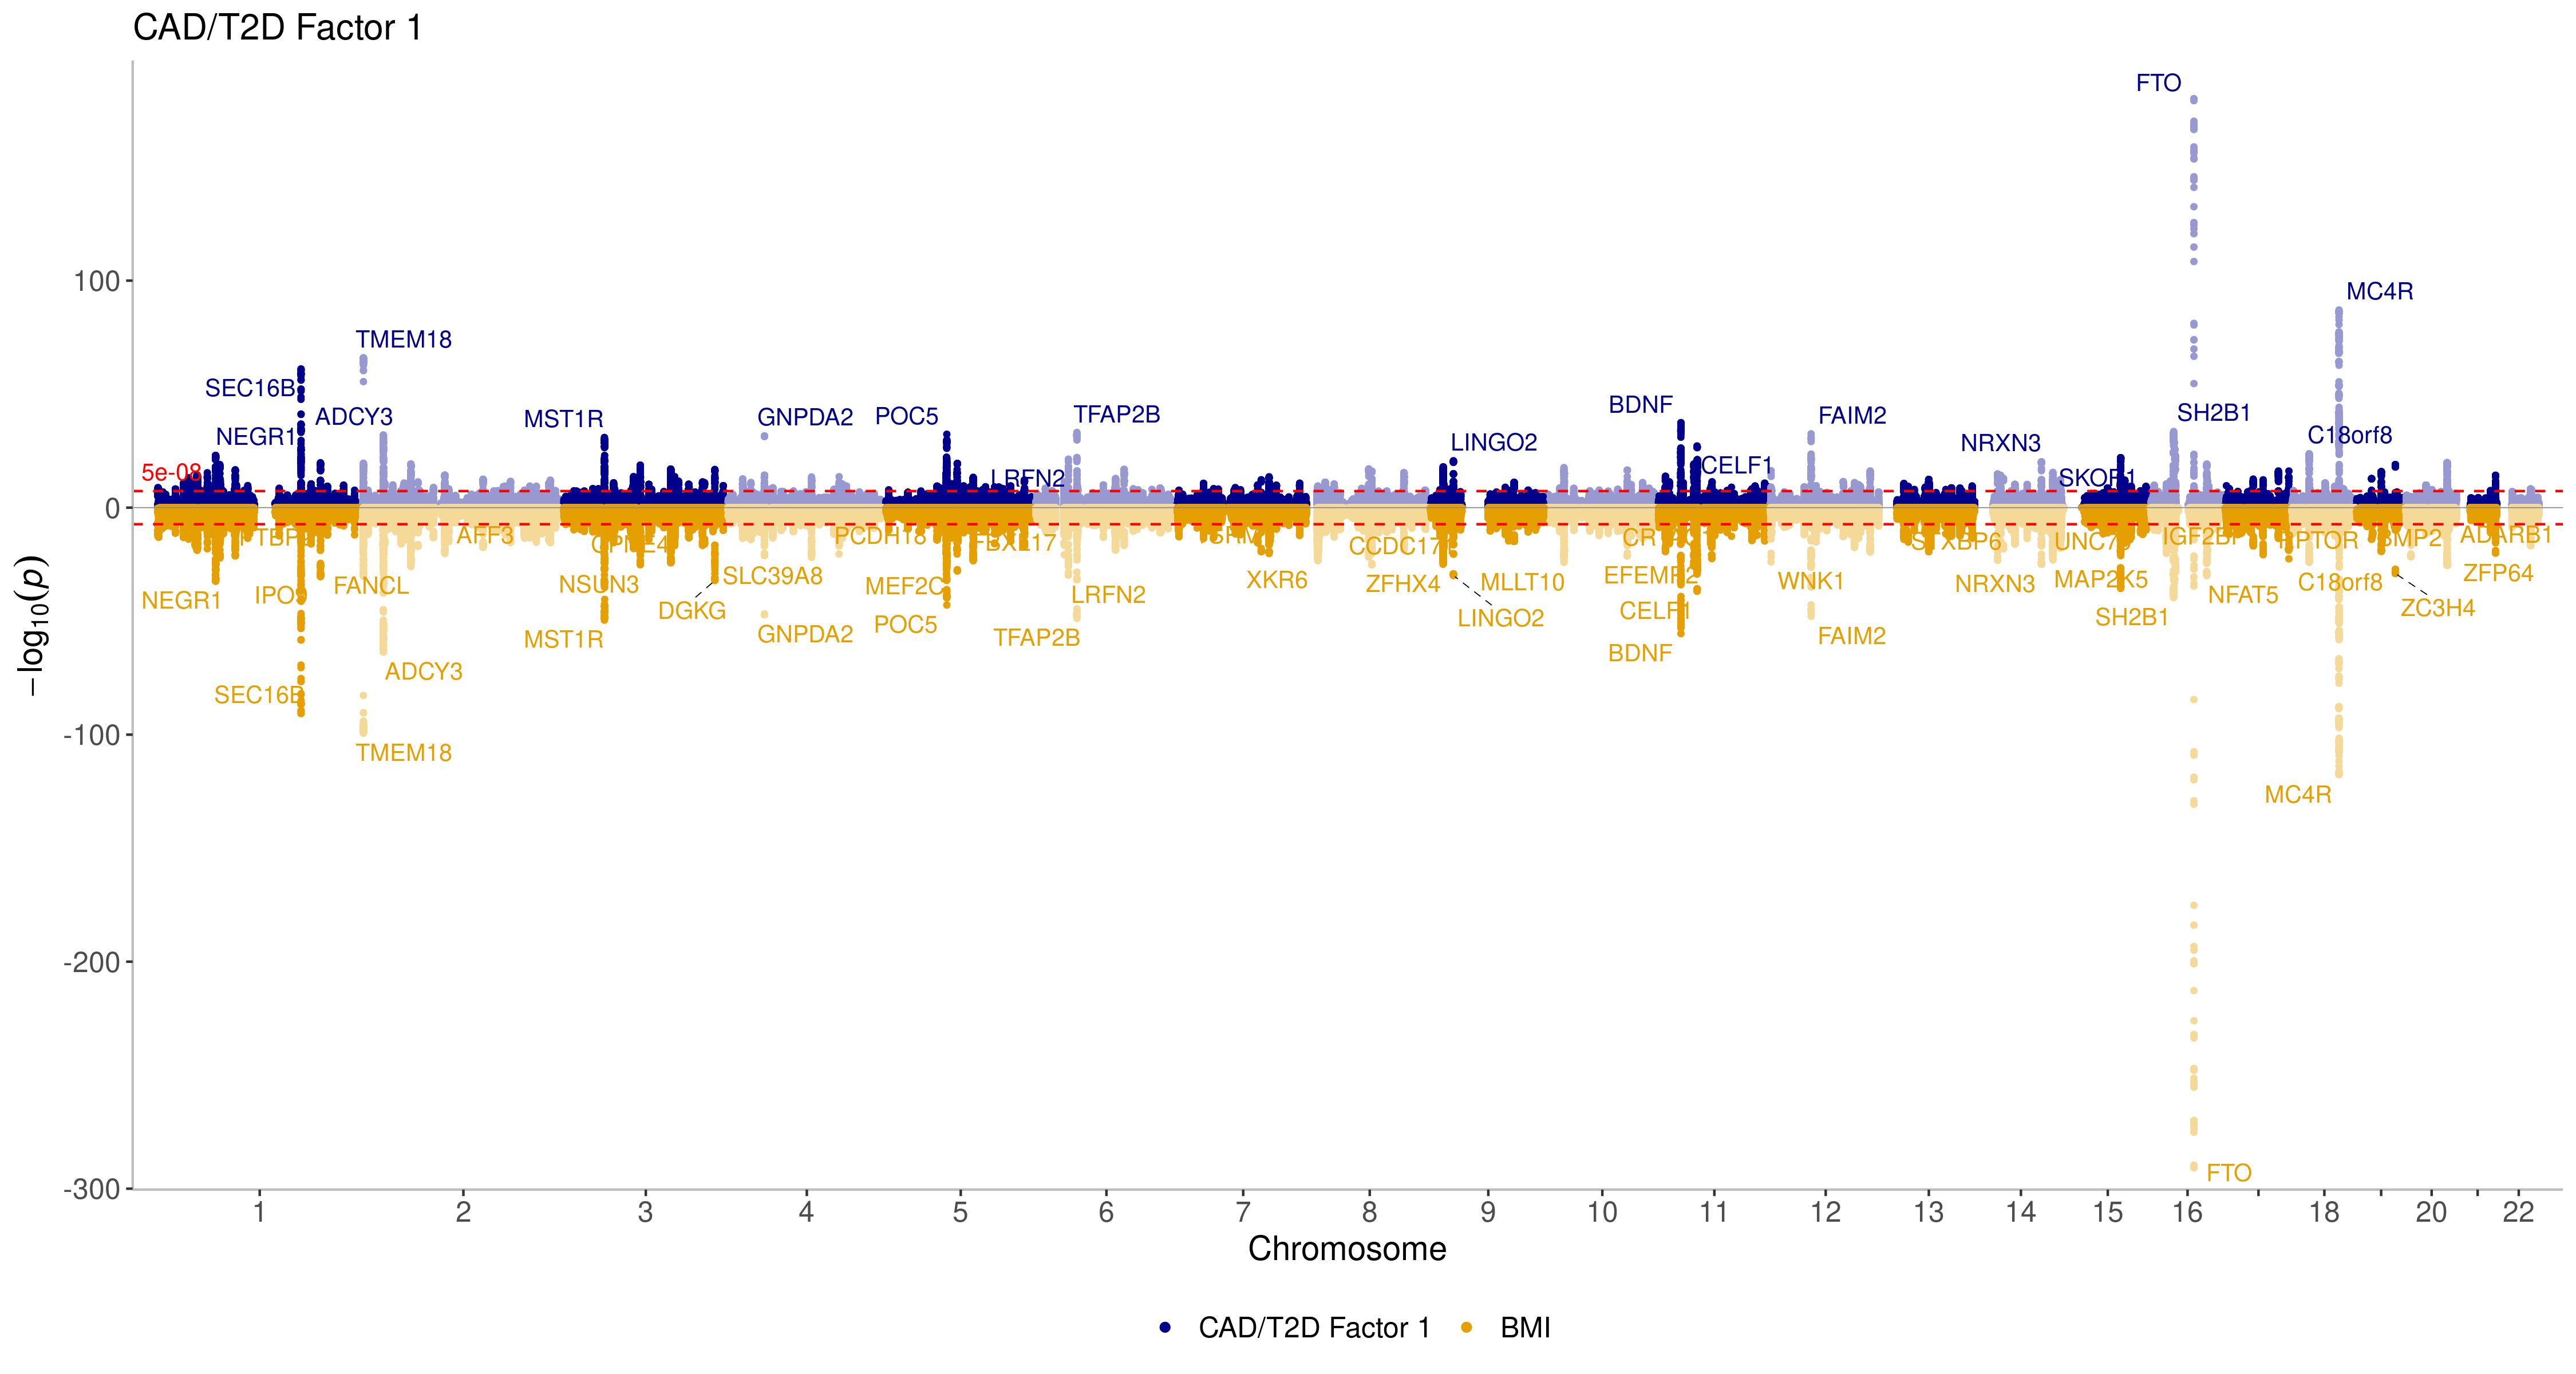 CAD/T2D Factor 1
FTO
MC4R
TMEM18
SEC16B
ADCY3
NEGR1
MST1R
GNPDA2
POC5
TFAP2B
LRFN2
LINGO2
BDNF
CELF1
FAIM2
NRXN3
SKOR1
SH2B1
C18orf8
5e-08
100
0
-100
-200
-300
−log10(p)
AFF3
PCDH18
FBXL17
CCDC171
STXBP6
RPTOR
BMP2
ADARB1
NEGR1
IPO9
FANCL
NSUN3
DGKG
SLC39A8
MEF2C
LRFN2
XKR6
ZFHX4
MLLT10
EFEMP2
WNK1
NRXN3
MAP2K5
NFAT5
C18orf8
ZFP64
ZC3H4
MST1R
GNPDA2
POC5
TFAP2B
LINGO2
CELF1
BDNF
FAIM2
SH2B1
ADCY3
SEC16B
TMEM18
MC4R
FTO
1 2 3 4 5 6 7 8 9 10 11 12 13 14 15 16 18 20 22
Chromosome
CAD/T2D Factor 1 BMI